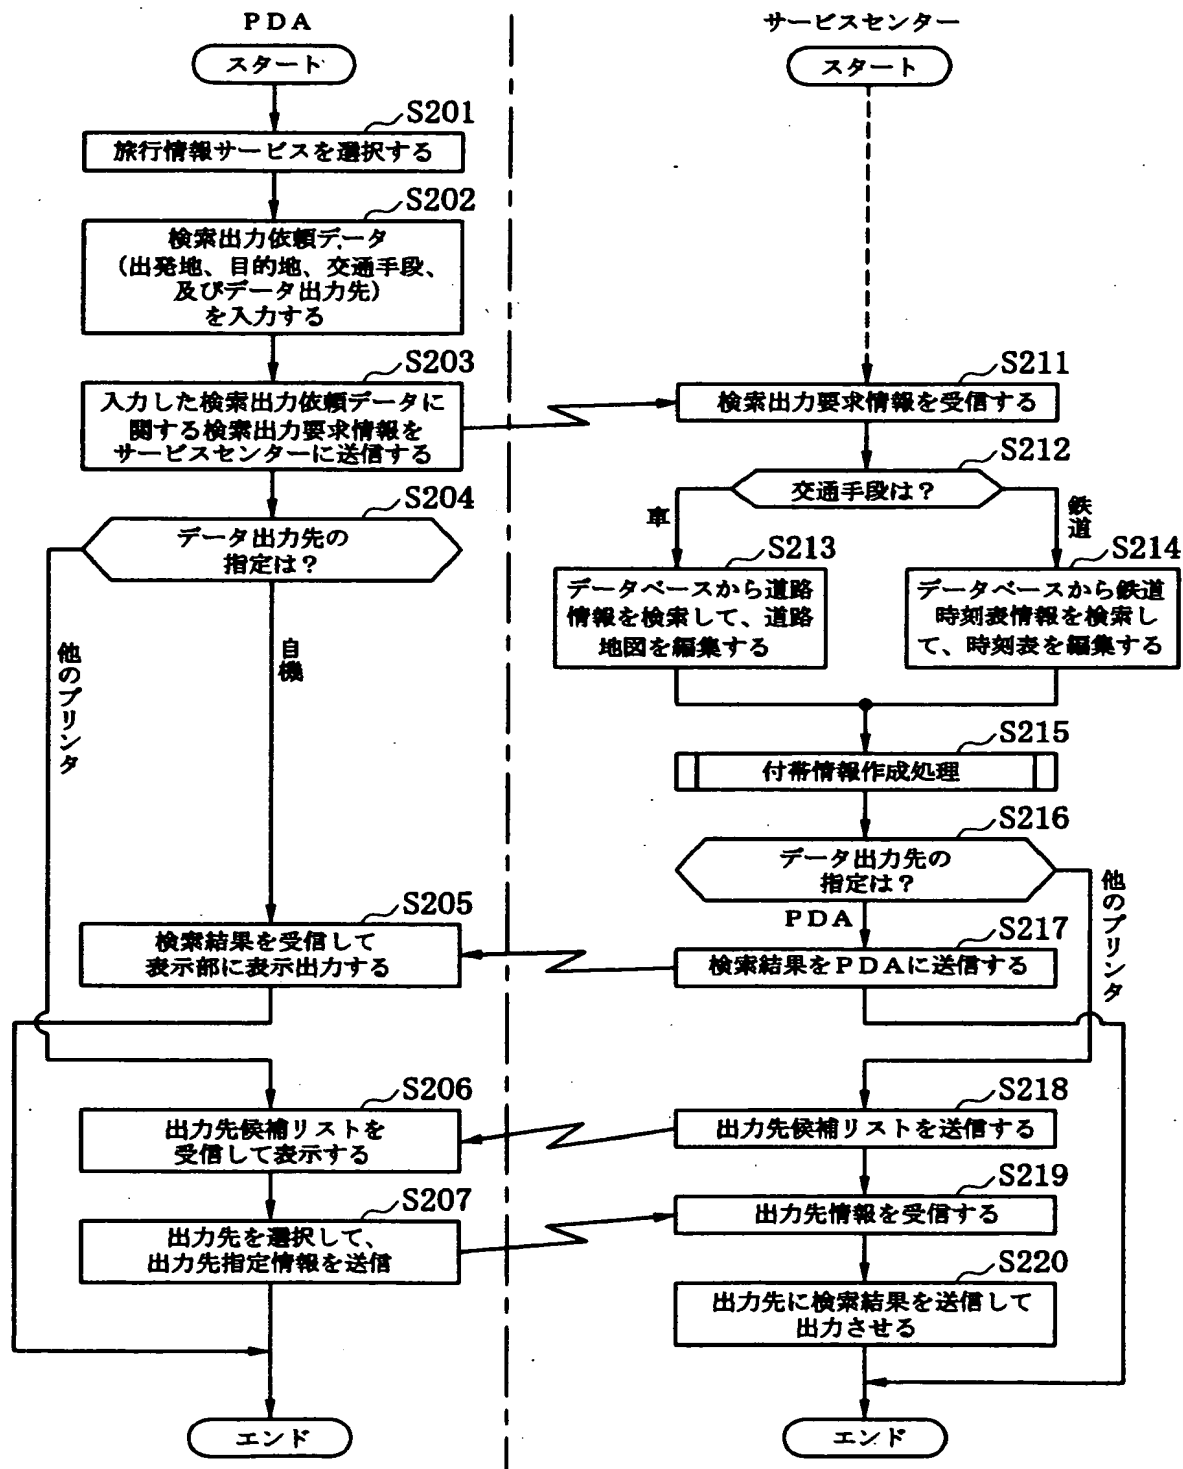 PDA
スタート
S201
旅行情報サービスを選択する
S202
検索出力依頼データ
(出発地、目的地、交通手段、
及びデータ出力先)
を入力する
S203
入力した検索出力依頼データに
関する検索出力要求情報を
サービスセンターに送信する
S204
データ出力先の
指定は?
他のプリンタ
自機
S205
検索結果を受信して
表示部に表示出力する
S206
出力先候補リストを
受信して表示する
S207
出力先を選択して、
出力先指定情報を送信
エンド
サービスセンター
スタート
S211
検索出力要求情報を受信する
S212
交通手段は?
車
鉄道
S213
データベースから道路
情報を検索して、道路
地図を編集する
S214
データベースから鉄道
時刻表情報を検索し
て、時刻表を編集する
S215
付帯情報作成処理
S216
データ出力先の
指定は?
PDA
他のプリンタ
S217
検索結果をPDAに送信する
S218
出力先候補リストを送信する
S219
出力先情報を受信する
S220
出力先に検索結果を送信して
出力させる
エンド